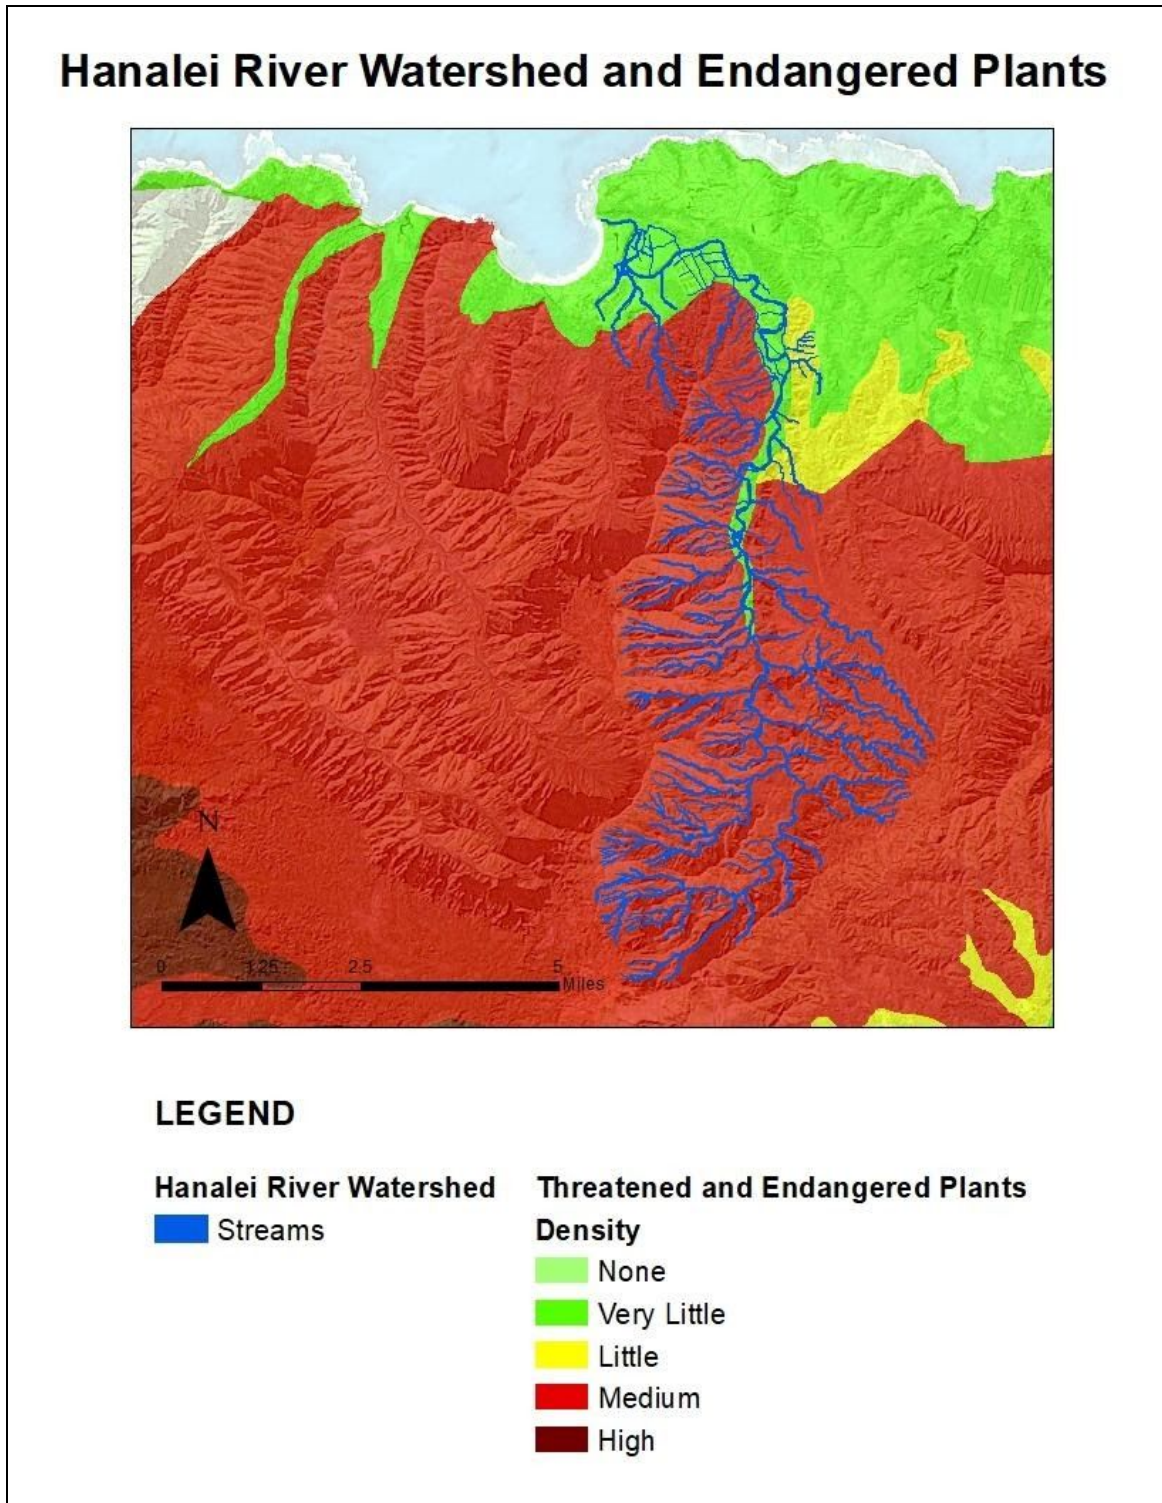 Hanalei River Watershed and Endangered Plants
N
0 1.25 2.5 5
Miles
LEGEND
Hanalei River Watershed
Streams
Threatened and Endangered Plants
Density
None
Very Little
Little
Medium
High